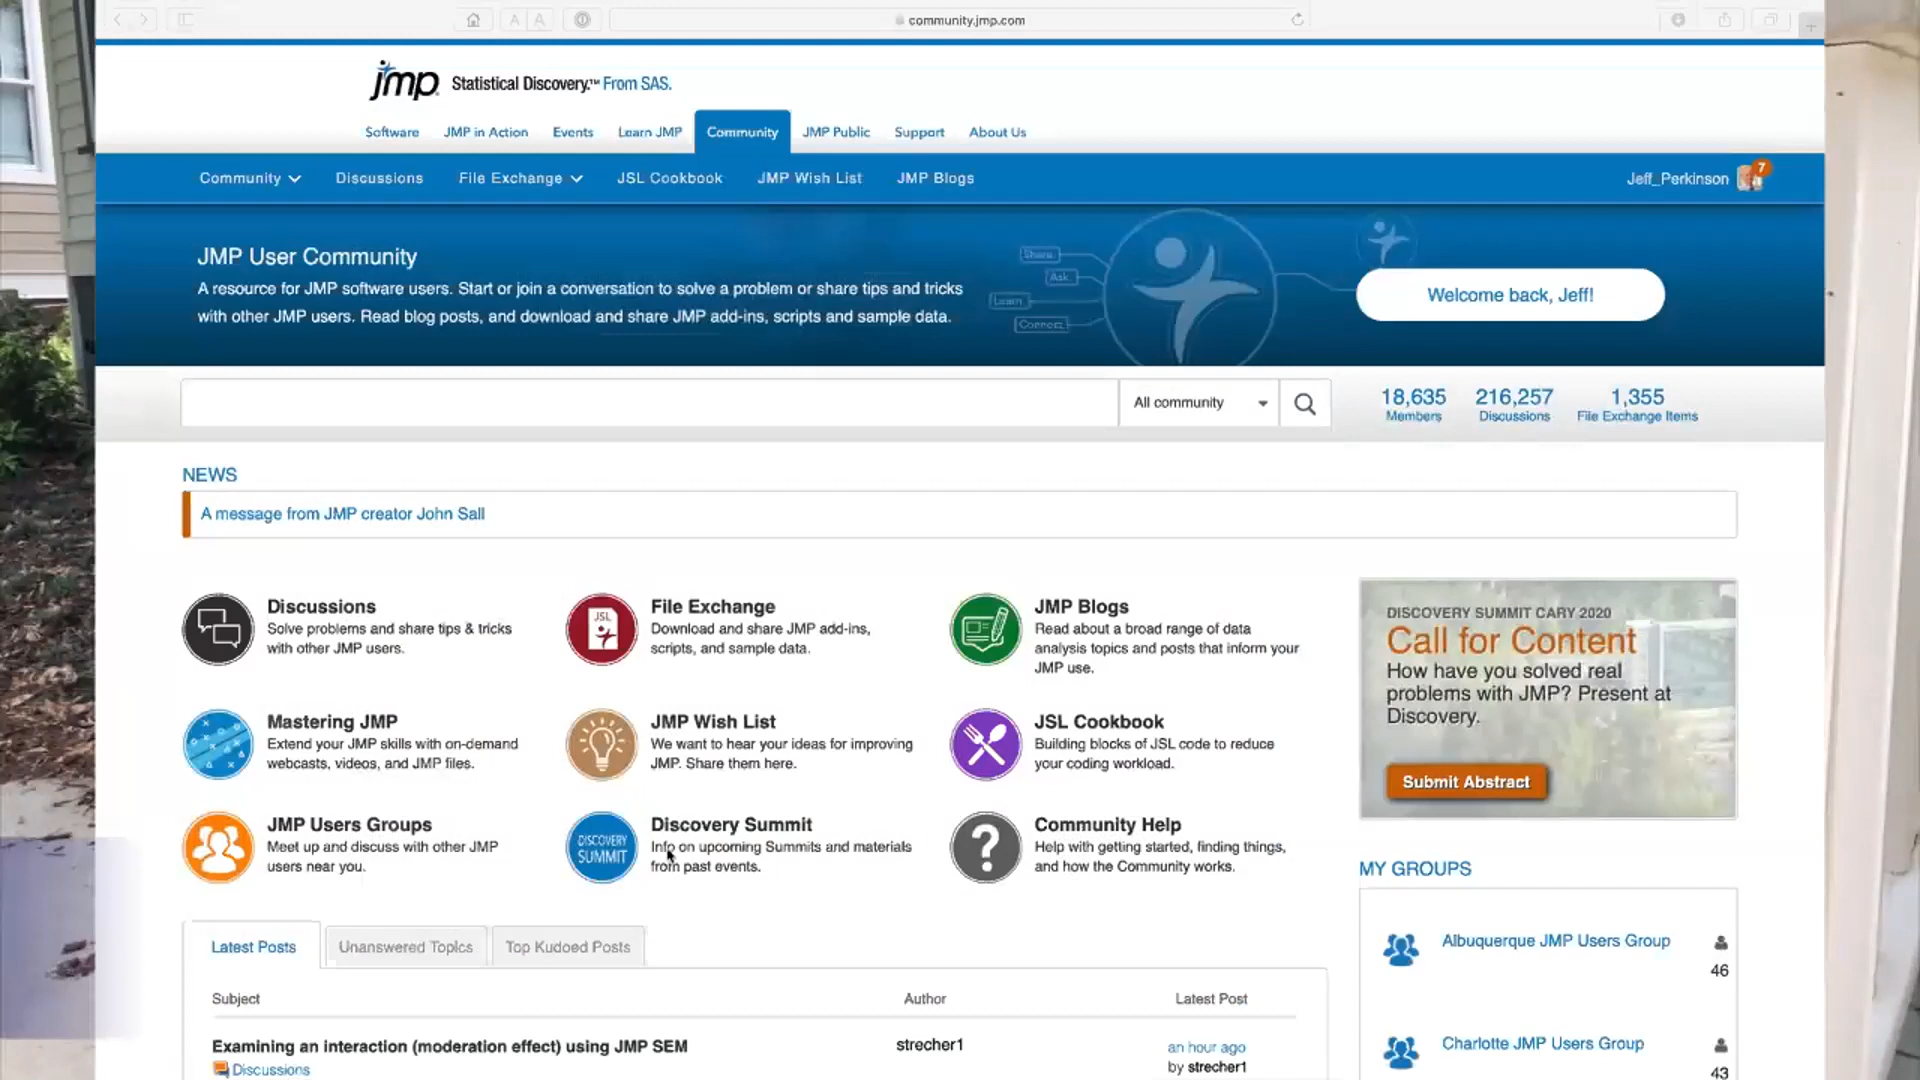 community.jmp.com
jmp Statistical Discovery.™ From SAS.
Software JMP in Action Events Learn JMP Community JMP Public Support About Us
Community Discussions File Exchange JSL Cookbook JMP Wish List JMP Blogs Jeff_Perkinson 7
JMP User Community
A resource for JMP software users. Start or join a conversation to solve a problem or share tips and tricks
with other JMP users. Read blog posts, and download and share JMP add-ins, scripts and sample data.
Share
Ask
Learn
Connect
Welcome back, Jeff!
All community
18,635
Members
216,257
Discussions
1,355
File Exchange Items
NEWS
A message from JMP creator John Sall
Discussions
Solve problems and share tips & tricks
with other JMP users.
JSL
File Exchange
Download and share JMP add-ins,
scripts, and sample data.
JMP Blogs
Read about a broad range of data
analysis topics and posts that inform your
JMP use.
Mastering JMP
Extend your JMP skills with on-demand
webcasts, videos, and JMP files.
JMP Wish List
We want to hear your ideas for improving
JMP. Share them here.
JSL Cookbook
Building blocks of JSL code to reduce
your coding workload.
JMP Users Groups
Meet up and discuss with other JMP
users near you.
DISCOVERY
SUMMIT
Discovery Summit
Info on upcoming Summits and materials
from past events.
?
Community Help
Help with getting started, finding things,
and how the Community works.
DISCOVERY SUMMIT CARY 2020
Call for Content
How have you solved real
problems with JMP? Present at
Discovery.
Submit Abstract
MY GROUPS
Albuquerque JMP Users Group
46
Charlotte JMP Users Group
43
Latest Posts Unanswered Topics Top Kudoed Posts
Subject Author Latest Post
Examining an interaction (moderation effect) using JMP SEM strecher1 an hour ago
Discussions by strecher1